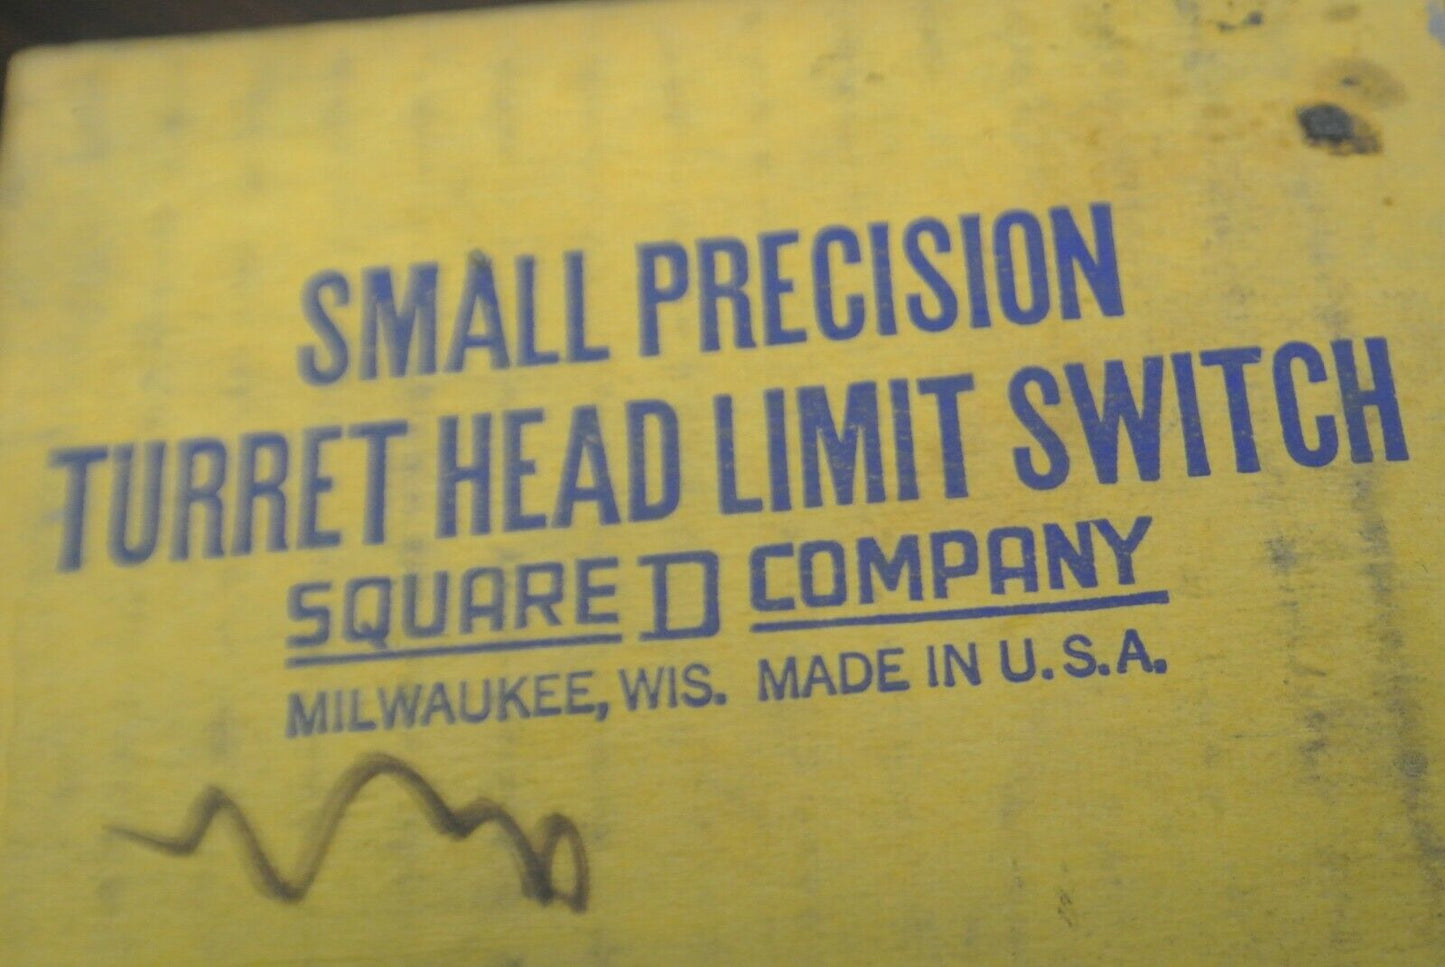 SMALL PRECISION
TURRET HEAD LIMIT SWITCH
SQUARE D COMPANY
MILWAUKEE, WIS. MADE IN U.S.A.